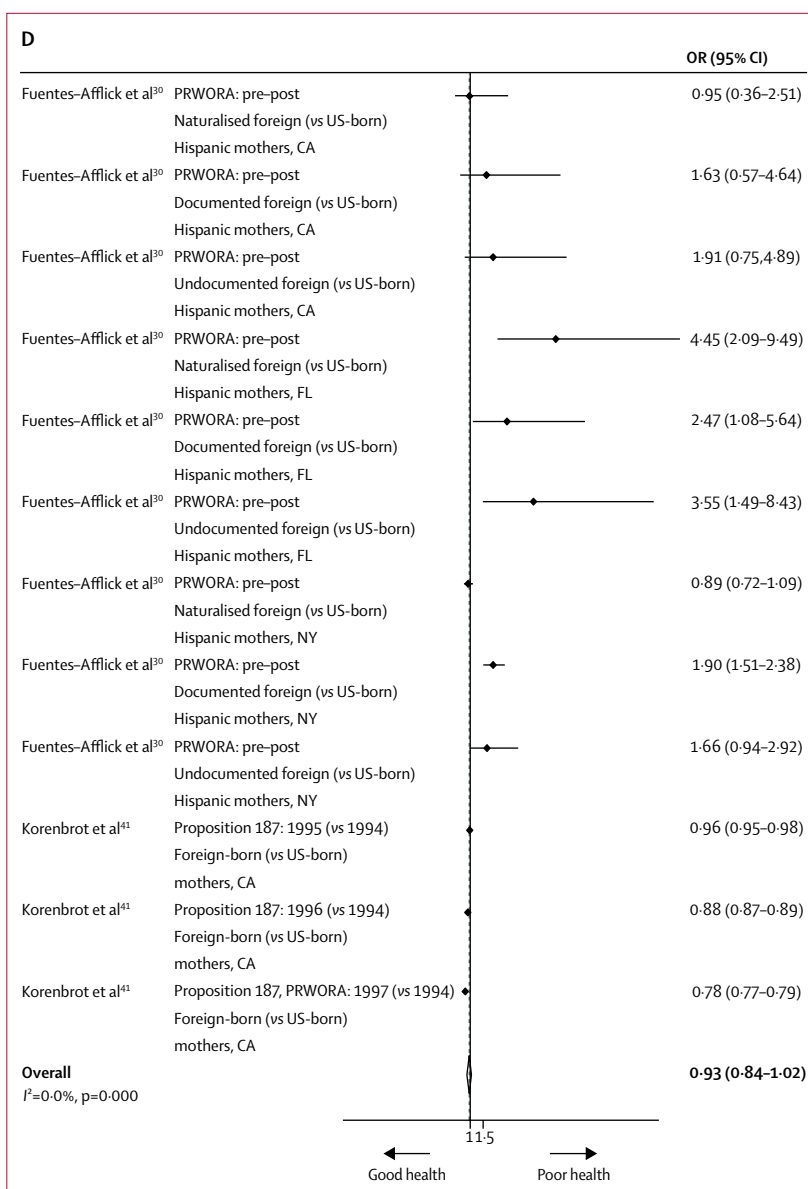 D
OR (95% CI)
Fuentes–Afflick et al³⁰ PRWORA: pre–post 0·95 (0·36–2·51)
Naturalised foreign (vs US-born)
Hispanic mothers, CA
Fuentes–Afflick et al³⁰ PRWORA: pre–post 1·63 (0·57–4·64)
Documented foreign (vs US-born)
Hispanic mothers, CA
Fuentes–Afflick et al³⁰ PRWORA: pre–post 1·91 (0·75,4·89)
Undocumented foreign (vs US-born)
Hispanic mothers, CA
Fuentes–Afflick et al³⁰ PRWORA: pre–post 4·45 (2·09–9·49)
Naturalised foreign (vs US-born)
Hispanic mothers, FL
Fuentes–Afflick et al³⁰ PRWORA: pre–post 2·47 (1·08–5·64)
Documented foreign (vs US-born)
Hispanic mothers, FL
Fuentes–Afflick et al³⁰ PRWORA: pre–post 3·55 (1·49–8·43)
Undocumented foreign (vs US-born)
Hispanic mothers, FL
Fuentes–Afflick et al³⁰ PRWORA: pre–post 0·89 (0·72–1·09)
Naturalised foreign (vs US-born)
Hispanic mothers, NY
Fuentes–Afflick et al³⁰ PRWORA: pre–post 1·90 (1·51–2·38)
Documented foreign (vs US-born)
Hispanic mothers, NY
Fuentes–Afflick et al³⁰ PRWORA: pre–post 1·66 (0·94–2·92)
Undocumented foreign (vs US-born)
Hispanic mothers, NY
Korenbrot et al⁴¹ Proposition 187: 1995 (vs 1994) 0·96 (0·95–0·98)
Foreign-born (vs US-born)
mothers, CA
Korenbrot et al⁴¹ Proposition 187: 1996 (vs 1994) 0·88 (0·87–0·89)
Foreign-born (vs US-born)
mothers, CA
Korenbrot et al⁴¹ Proposition 187, PRWORA: 1997 (vs 1994) 0·78 (0·77–0·79)
Foreign-born (vs US-born)
mothers, CA
Overall 0·93 (0·84–1·02)
I²=0·0%, p=0·000
1 1·5
Good health Poor health